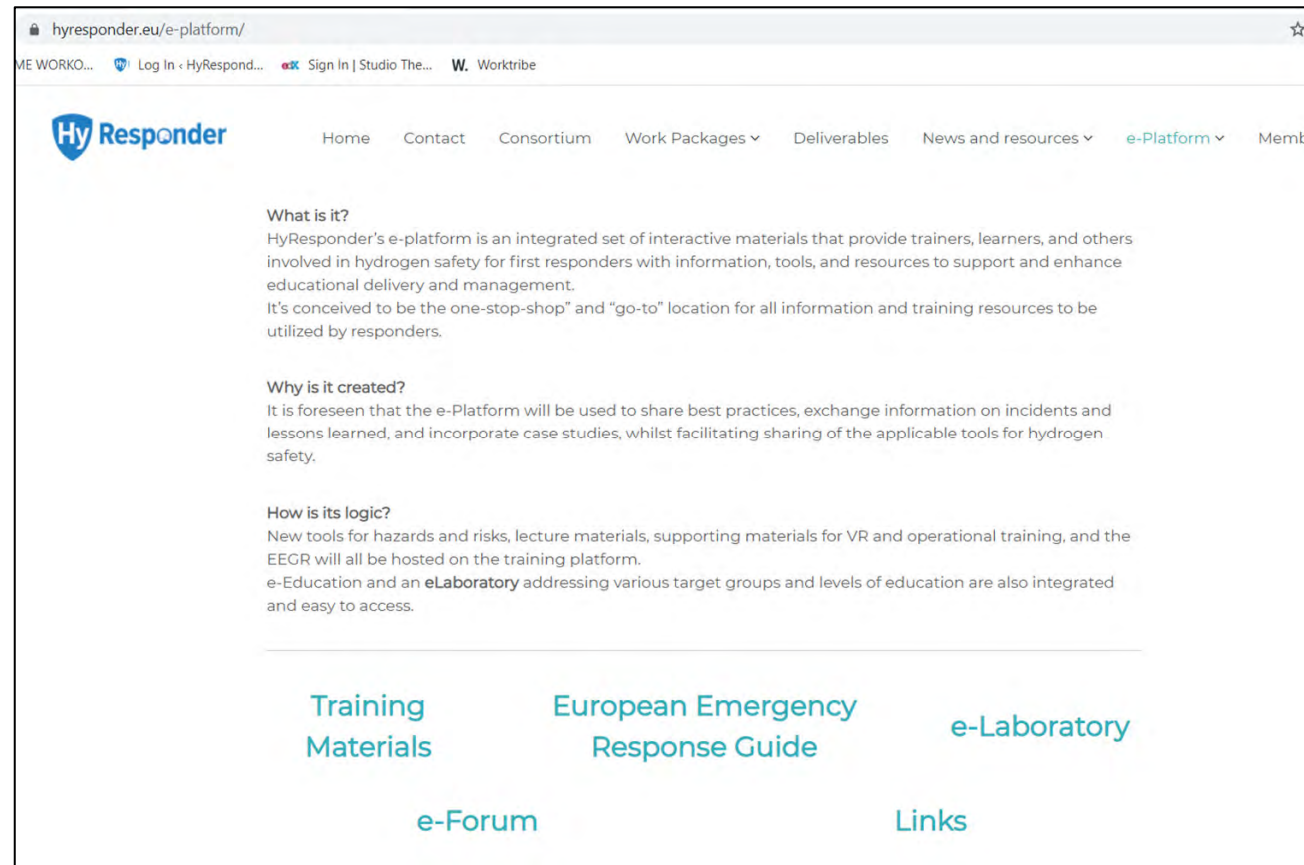 hyresponder.eu/e-platform/
ME WORKO... Log In ‹ HyRespond... edX Sign In | Studio The... W. Worktribe
Hy Responder Home Contact Consortium Work Packages Deliverables News and resources e-Platform Memb
What is it?
HyResponder's e-platform is an integrated set of interactive materials that provide trainers, learners, and others
involved in hydrogen safety for first responders with information, tools, and resources to support and enhance
educational delivery and management.
It's conceived to be the one-stop-shop” and “go-to” location for all information and training resources to be
utilized by responders.
Why is it created?
It is foreseen that the e-Platform will be used to share best practices, exchange information on incidents and
lessons learned, and incorporate case studies, whilst facilitating sharing of the applicable tools for hydrogen
safety.
How is its logic?
New tools for hazards and risks, lecture materials, supporting materials for VR and operational training, and the
EEGR will all be hosted on the training platform.
e-Education and an eLaboratory addressing various target groups and levels of education are also integrated
and easy to access.
Training
Materials
European Emergency
Response Guide
e-Laboratory
e-Forum
Links